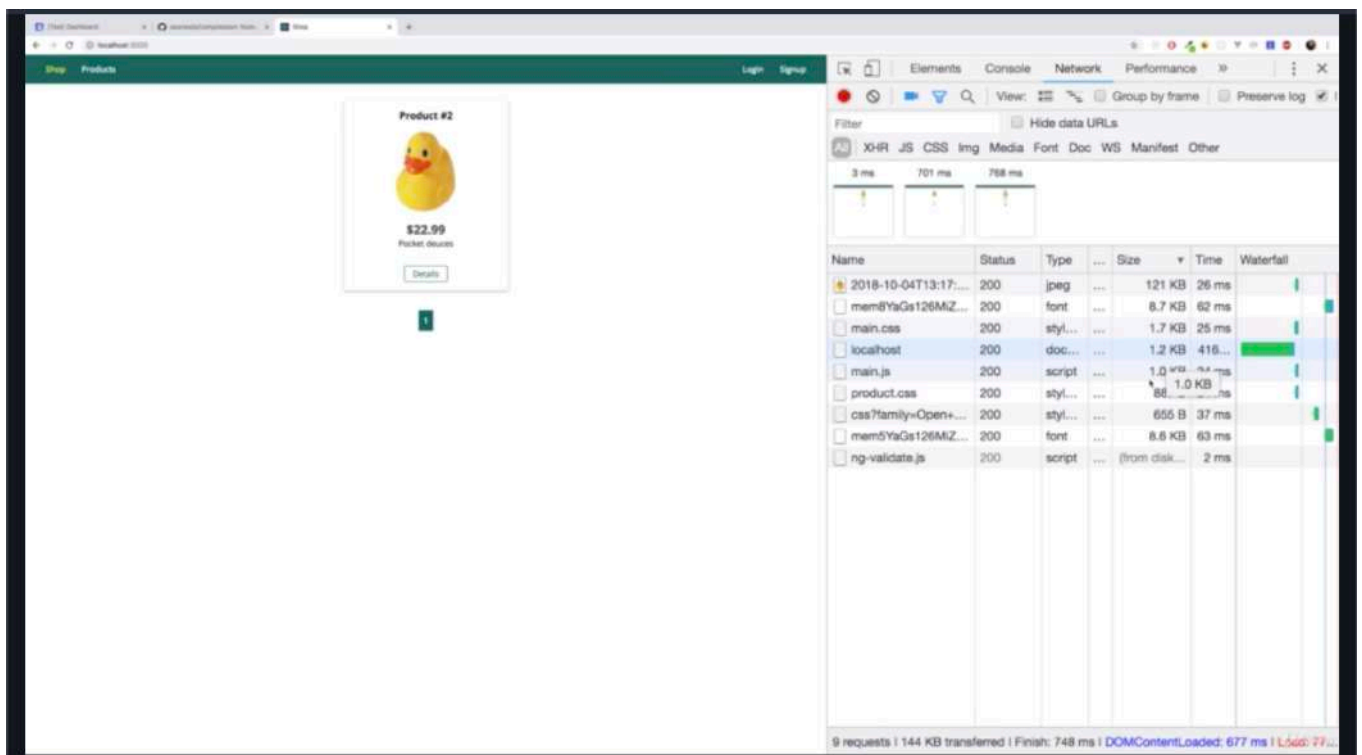 localhost
Shop Products Login Signup
Product #2
$22.99
Pocket deuces
Details
1
Elements Console Network Performance »
View: Group by frame Preserve log
Filter Hide data URLs
XHR JS CSS Img Media Font Doc WS Manifest Other
3 ms 701 ms 768 ms
Name Status Type ... Size ▼ Time Waterfall
2018-10-04T13:17:... 200 jpeg ... 121 KB 26 ms
mem8YaGs126MiZ... 200 font ... 8.7 KB 62 ms
main.css 200 styl... ... 1.7 KB 25 ms
localhost 200 doc... ... 1.2 KB 416...
main.js 200 script ... 1.0 KB
1.0 KB
product.css 200 styl... ...
css?family=Open+... 200 styl... ... 655 B 37 ms
mem5YaGs126MiZ... 200 font ... 8.6 KB 63 ms
ng-validate.js 200 script ... (from disk... 2 ms
9 requests | 144 KB transferred | Finish: 748 ms | DOMContentLoaded: 677 ms |